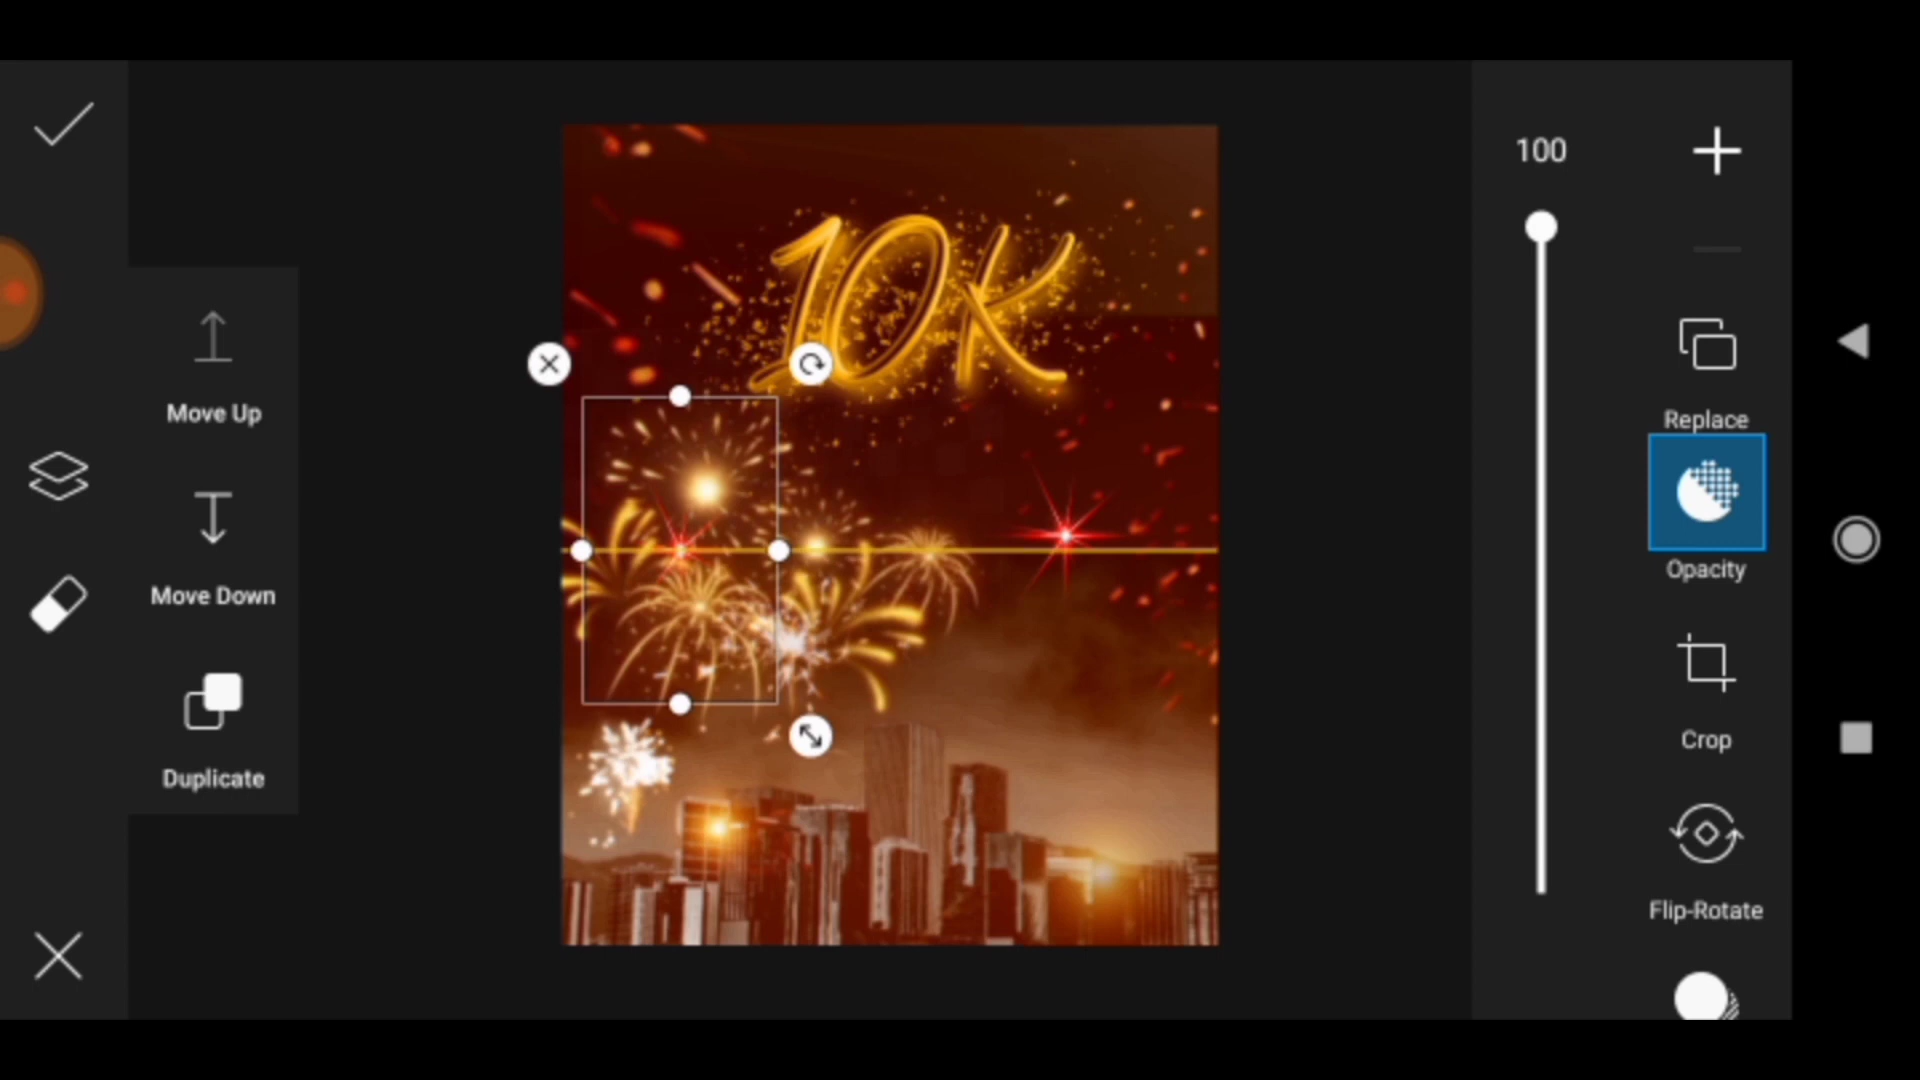 100
10K
Move Up
Replace
Opacity
Move Down
Crop
Duplicate
Flip-Rotate